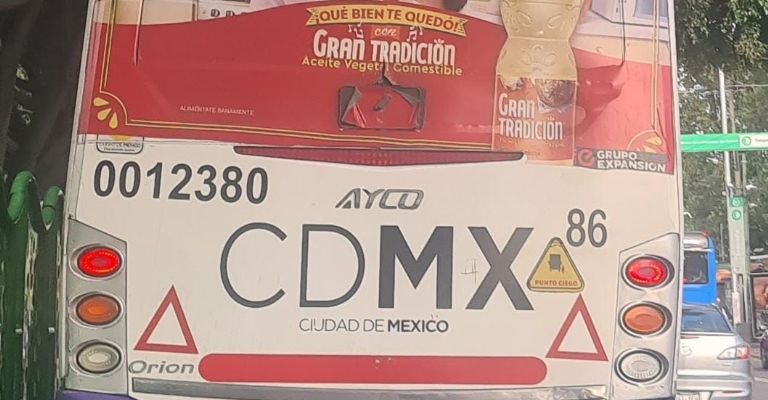 ¡QUÉ BIEN TE QUEDÓ!
con
GRAN TRADICIÓN
Aceite Vegetal Comestible
GRAN
TRADICIÓN
ALIMÉNTATE SANAMENTE
GRUPO
EXPANSIÓN
0012380
AYCO
86
CDMX
PUNTO CIEGO
CIUDAD DE MÉXICO
Orion